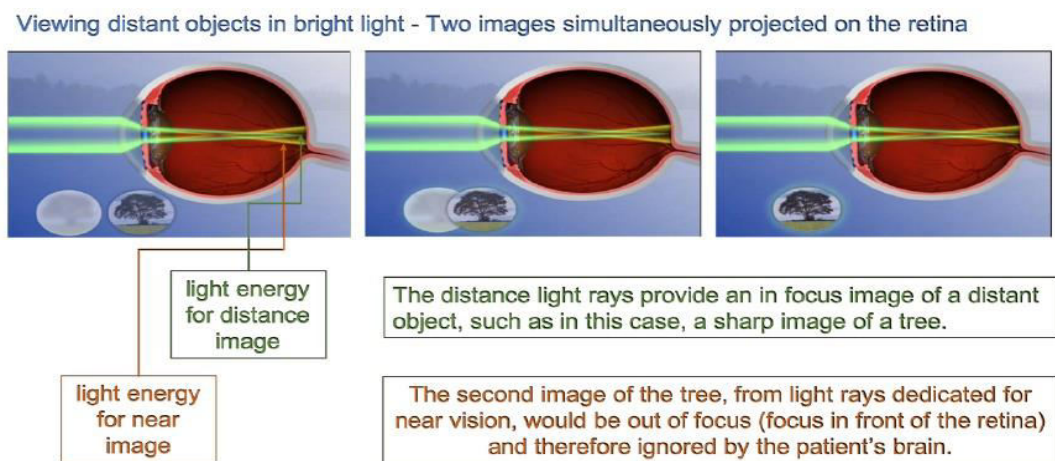 Viewing distant objects in bright light - Two images simultaneously projected on the retina
light energy
for distance
image
The distance light rays provide an in focus image of a distant
object, such as in this case, a sharp image of a tree.
light energy
for near
image
The second image of the tree, from light rays dedicated for
near vision, would be out of focus (focus in front of the retina)
and therefore ignored by the patient's brain.